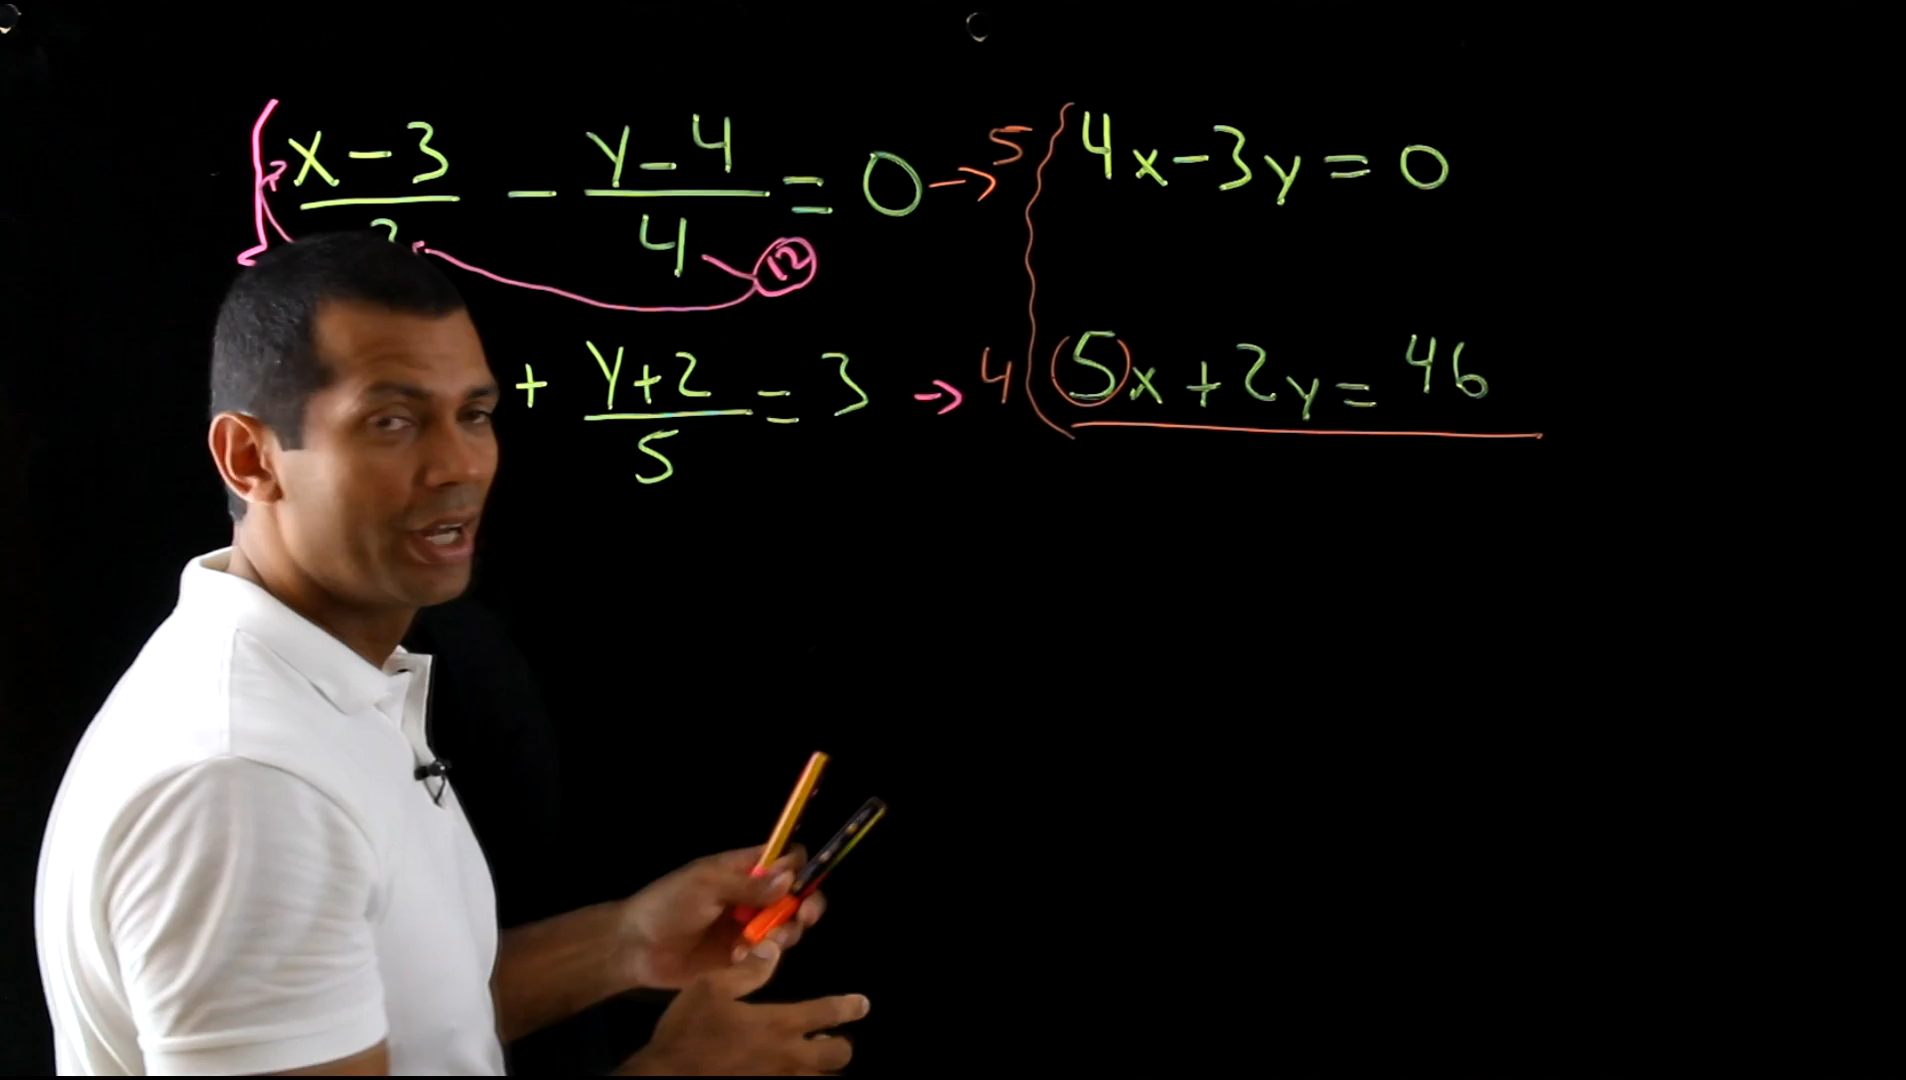 x-3 - y-4 = 0 → 5 4x-3y = 0
4 12
+ y+2 = 3 → 4 5x+2y = 46
5